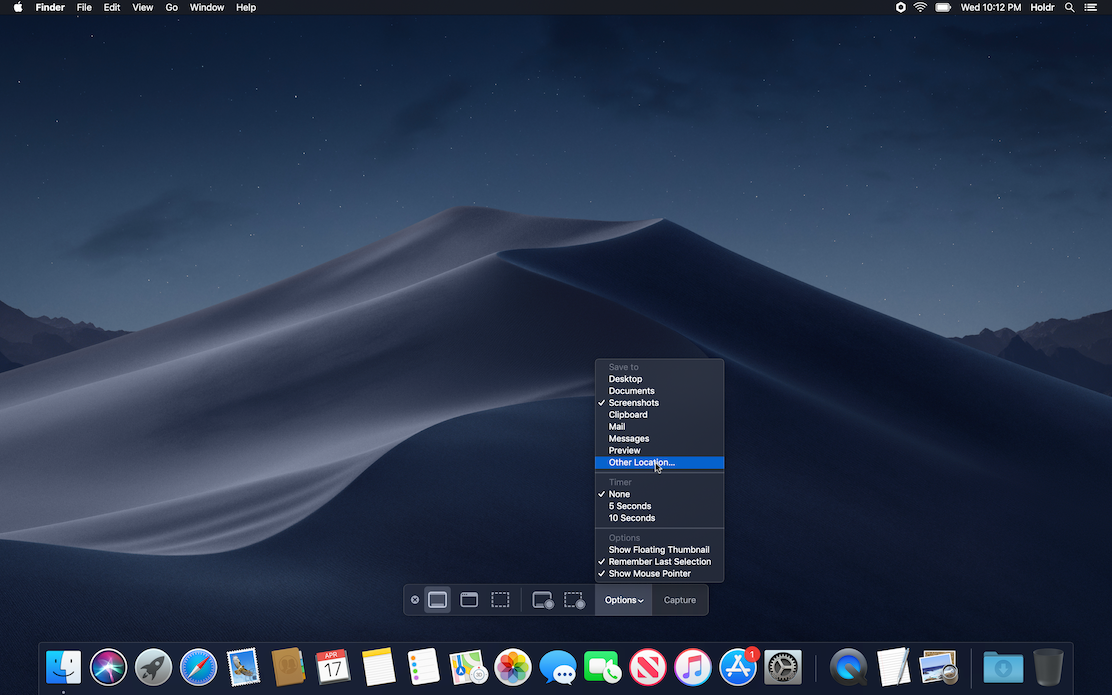 Finder File Edit View Go Window Help Wed 10:12 PM Holdr
Save to
Desktop
Documents
Screenshots
Clipboard
Mail
Messages
Preview
Other Location...
Timer
None
5 Seconds
10 Seconds
Options
Show Floating Thumbnail
Remember Last Selection
Show Mouse Pointer
Options Capture
APR
17
1